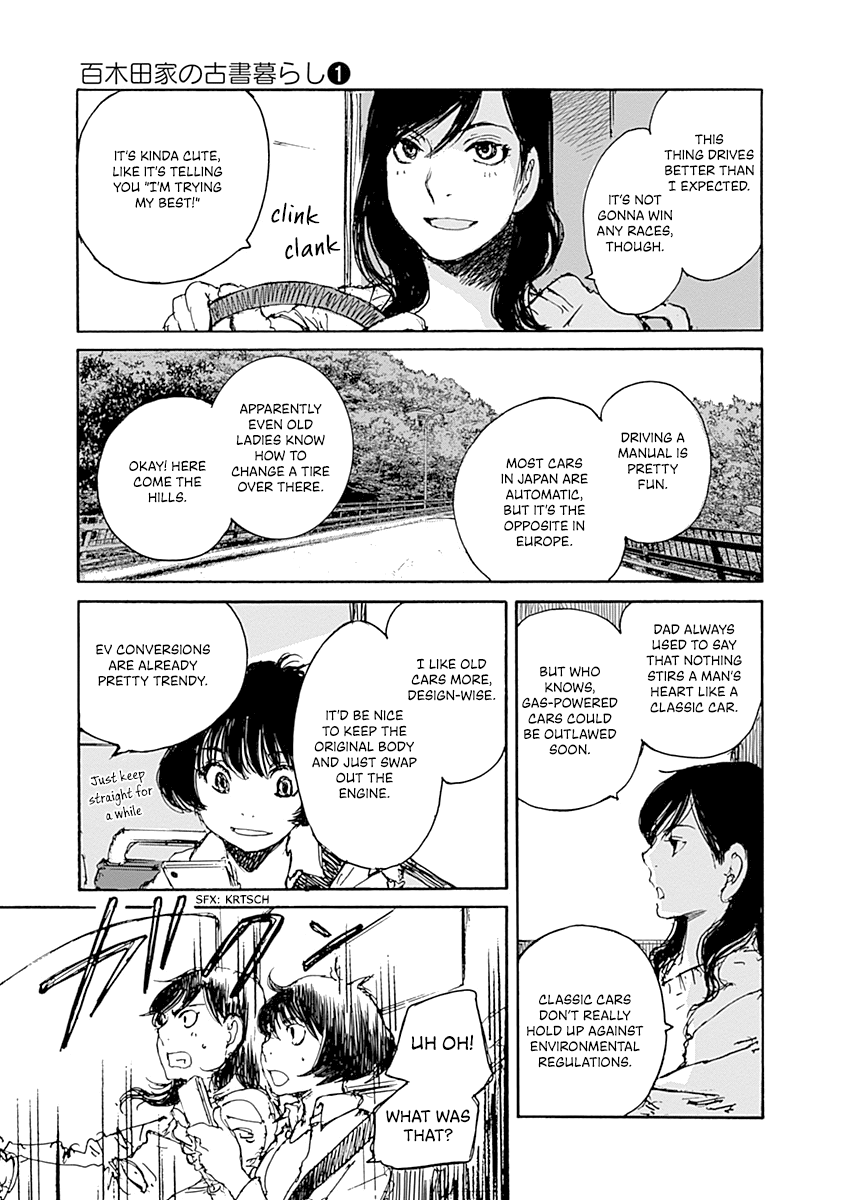 百木田家の古書暮らし❶
THIS
THING DRIVES
BETTER THAN
I EXPECTED.
IT'S NOT
GONNA WIN
ANY RACES,
THOUGH.
clink
clank
IT'S KINDA CUTE,
LIKE IT'S TELLING
YOU "I'M TRYING
MY BEST!"
DRIVING A
MANUAL IS
PRETTY
FUN.
MOST CARS
IN JAPAN ARE
AUTOMATIC,
BUT IT'S THE
OPPOSITE IN
EUROPE.
APPARENTLY
EVEN OLD
LADIES KNOW
HOW TO
CHANGE A TIRE
OVER THERE.
OKAY! HERE
COME THE
HILLS.
DAD ALWAYS
USED TO SAY
THAT NOTHING
STIRS A MAN'S
HEART LIKE A
CLASSIC CAR.
BUT WHO
KNOWS,
GAS-POWERED
CARS COULD
BE OUTLAWED
SOON.
CLASSIC CARS
DON'T REALLY
HOLD UP AGAINST
ENVIRONMENTAL
REGULATIONS.
I LIKE OLD
CARS MORE,
DESIGN-WISE.
IT'D BE NICE
TO KEEP THE
ORIGINAL BODY
AND JUST SWAP
OUT THE
ENGINE.
EV CONVERSIONS
ARE ALREADY
PRETTY TRENDY.
Just keep
straight for
a while
SFX: KRTSCH
ガグン
UH OH!
WHAT WAS
THAT?